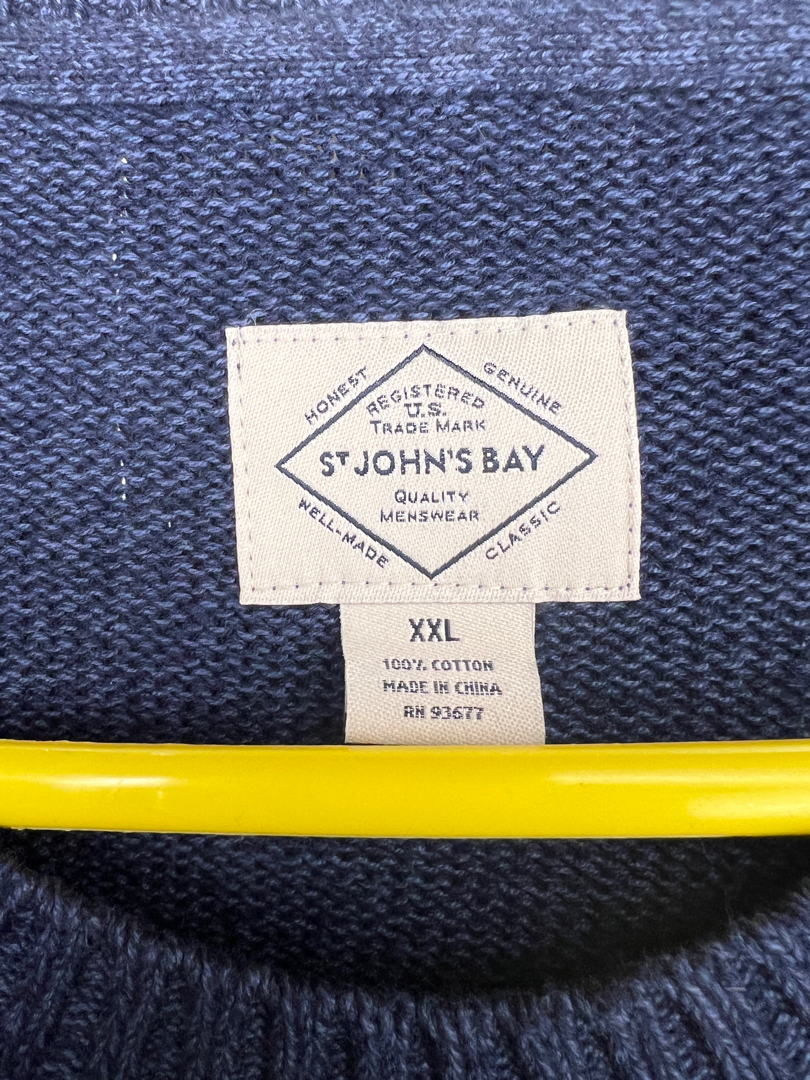 HONEST
GENUINE
REGISTERED
U.S.
TRADE MARK
ST JOHN'S BAY
QUALITY
MENSWEAR
WELL-MADE
CLASSIC
XXL
100% COTTON
MADE IN CHINA
RN 93677